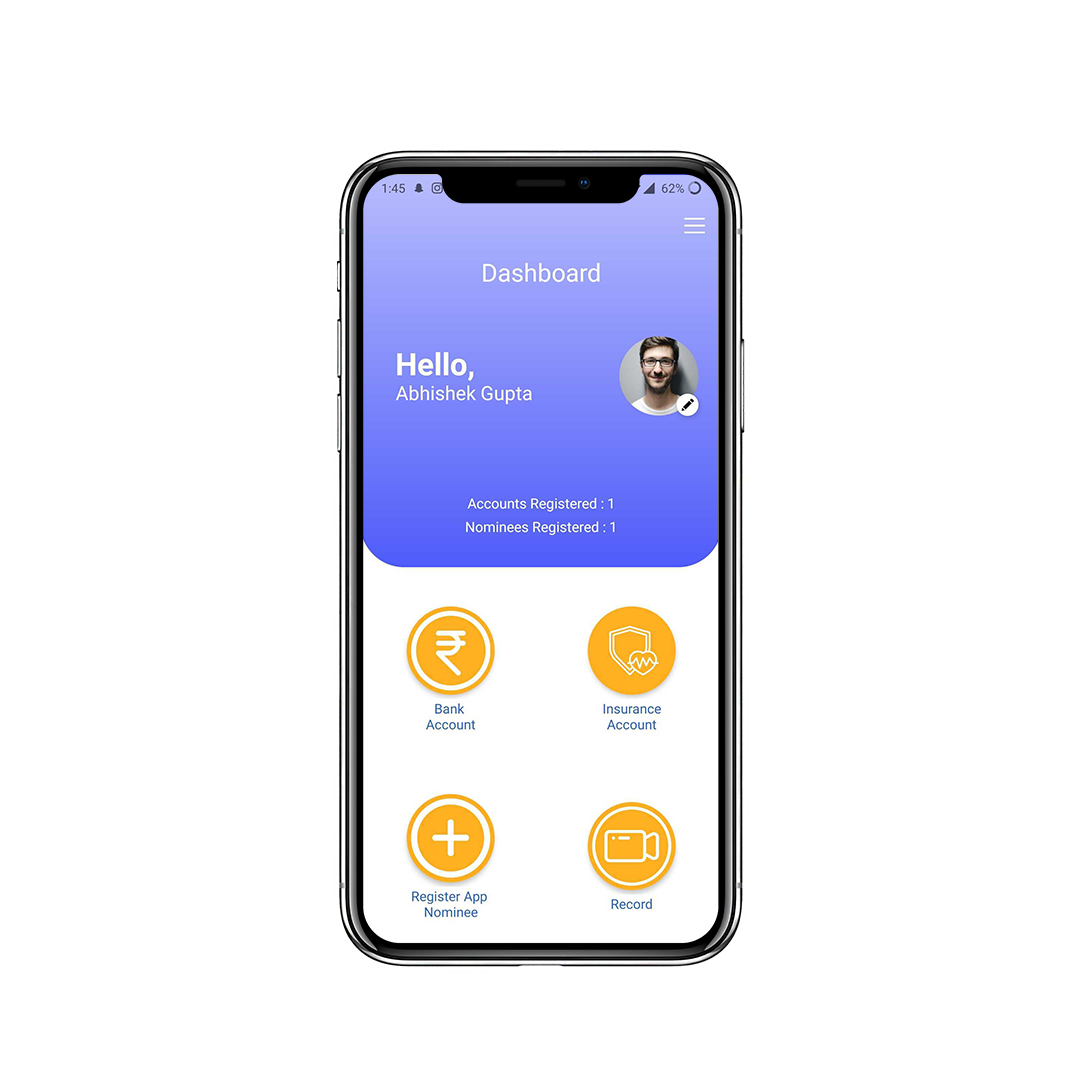 1:45 62%
Dashboard
Hello,
Abhishek Gupta
Accounts Registered : 1
Nominees Registered : 1
Bank
Account
Insurance
Account
Register App
Nominee
Record